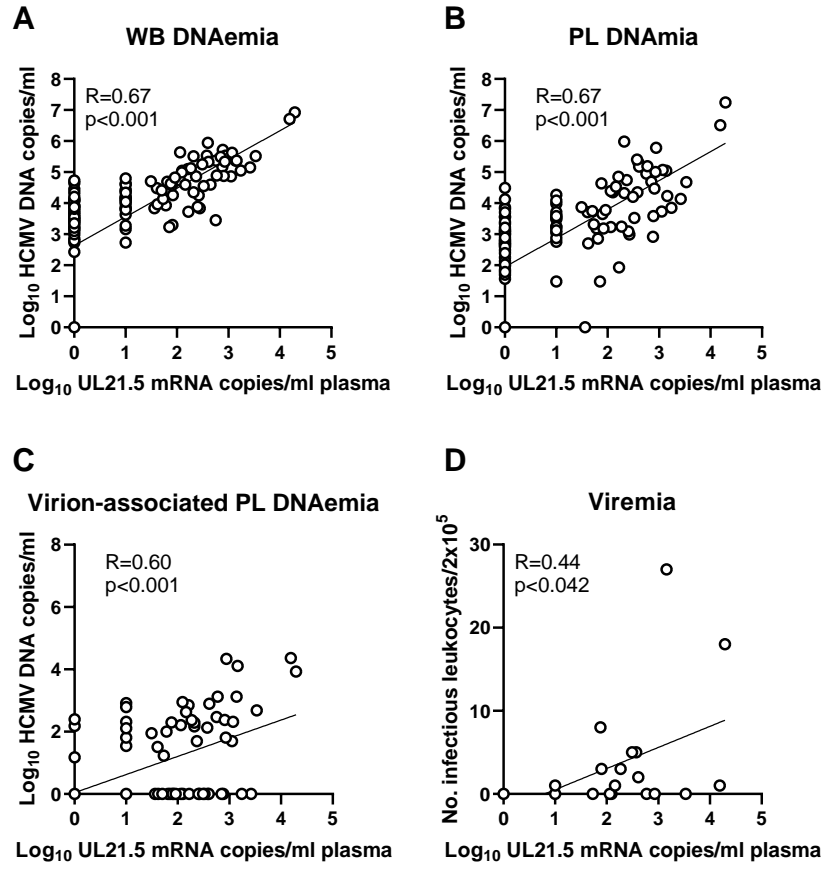 A
WB DNAemia
Log10 HCMV DNA copies/ml
8
7
6
5
4
3
2
1
0
R=0.67
p<0.001
0 1 2 3 4 5
Log10 UL21.5 mRNA copies/ml plasma
B
PL DNAmia
Log10 HCMV DNA copies/ml
8
7
6
5
4
3
2
1
0
R=0.67
p<0.001
0 1 2 3 4 5
Log10 UL21.5 mRNA copies/ml plasma
C
Virion-associated PL DNAemia
Log10 HCMV DNA copies/ml
8
6
4
2
0
R=0.60
p<0.001
0 1 2 3 4 5
Log10 UL21.5 mRNA copies/ml plasma
D
Viremia
No. infectious leukocytes/2x10⁵
30
20
10
0
R=0.44
p<0.042
0 1 2 3 4 5
Log10 UL21.5 mRNA copies/ml plasma